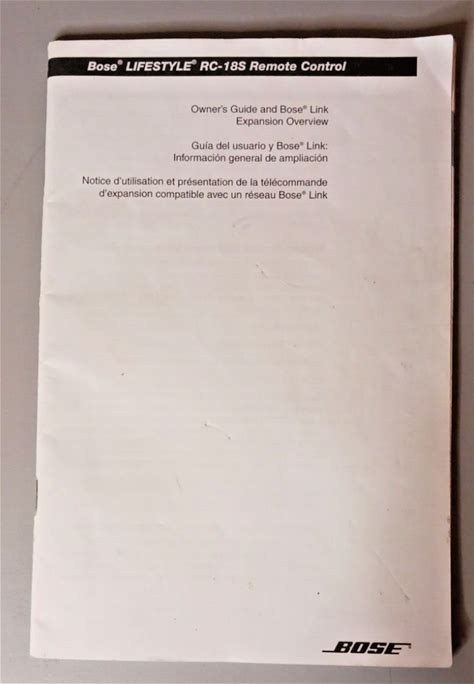 Bose® LIFESTYLE® RC-18S Remote Control
Owner's Guide and Bose® Link
Expansion Overview
Guía del usuario y Bose® Link:
Información general de ampliación
Notice d'utilisation et présentation de la télécommande
d'expansion compatible avec un réseau Bose® Link
BOSE®